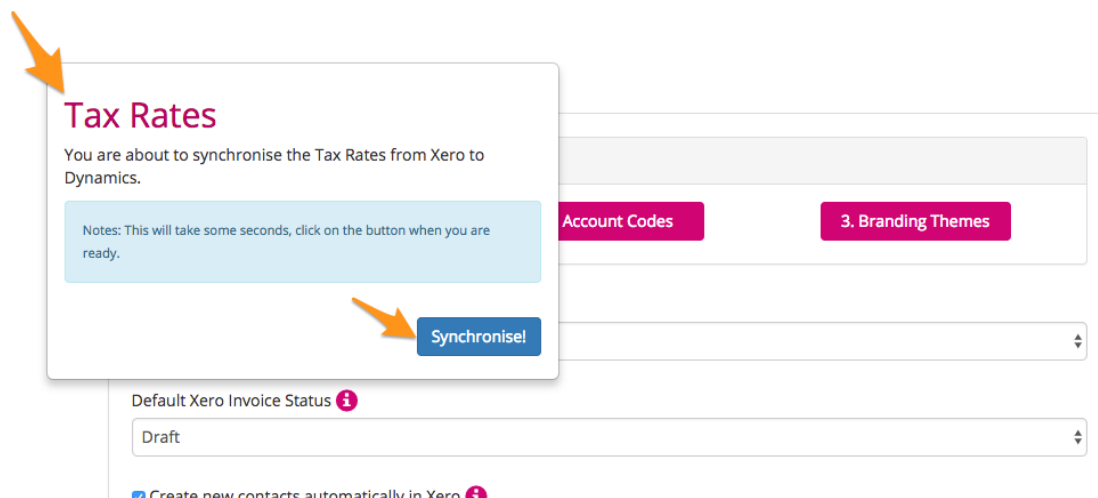 Tax Rates
You are about to synchronise the Tax Rates from Xero to
Dynamics.
Notes: This will take some seconds, click on the button when you are
ready.
Synchronise!
Account Codes
3. Branding Themes
Default Xero Invoice Status
Draft
Create new contacts automatically in Xero